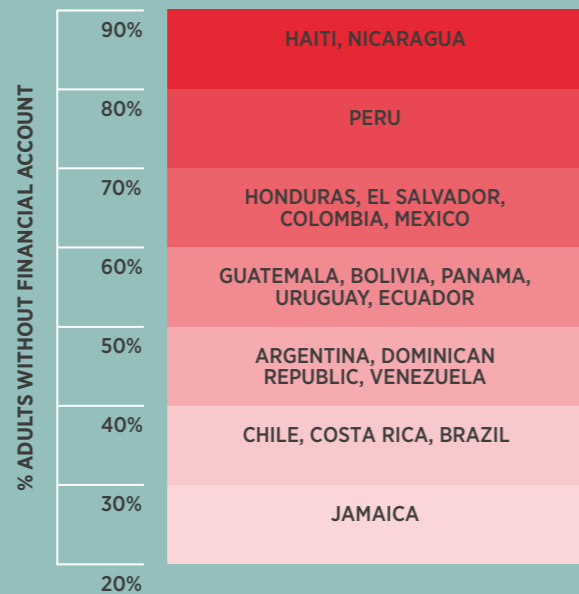 % ADULTS WITHOUT FINANCIAL ACCOUNT
90%
HAITI, NICARAGUA
80%
PERU
70%
HONDURAS, EL SALVADOR,
COLOMBIA, MEXICO
60%
GUATEMALA, BOLIVIA, PANAMA,
URUGUAY, ECUADOR
50%
ARGENTINA, DOMINICAN
REPUBLIC, VENEZUELA
40%
CHILE, COSTA RICA, BRAZIL
30%
JAMAICA
20%